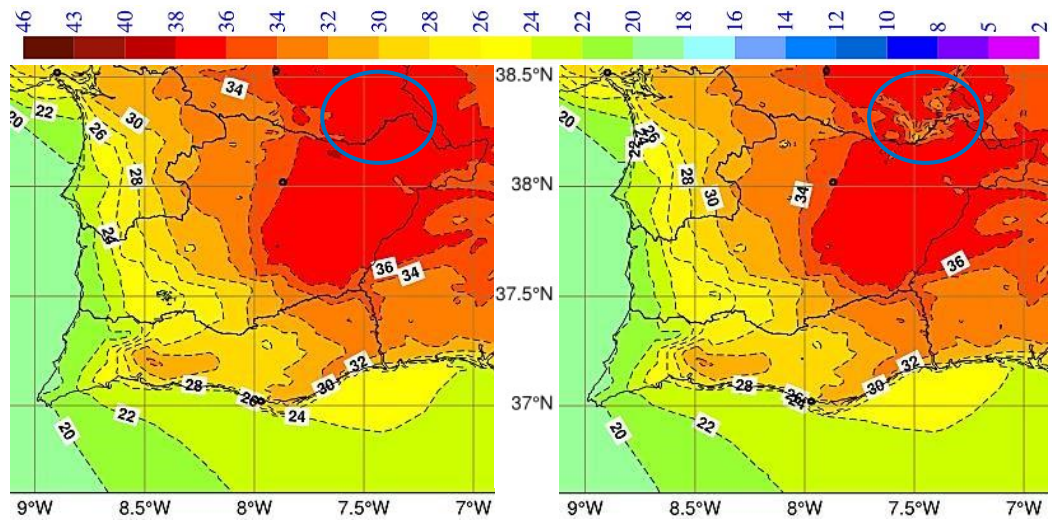 46 43 40 38 36 34 32 30 28 26 24 22 20 18 16 14 12 10 8 5 2
34 38.5°N
22 20 26 30 20 26
28 38°N 28 30 34
24
36 34 37.5°N 36
32 32
28 30 28 30
26 24 37°N
20 22 20 22
9°W 8.5°W 8°W 7.5°W 7°W 9°W 8.5°W 8°W 7.5°W 7°W